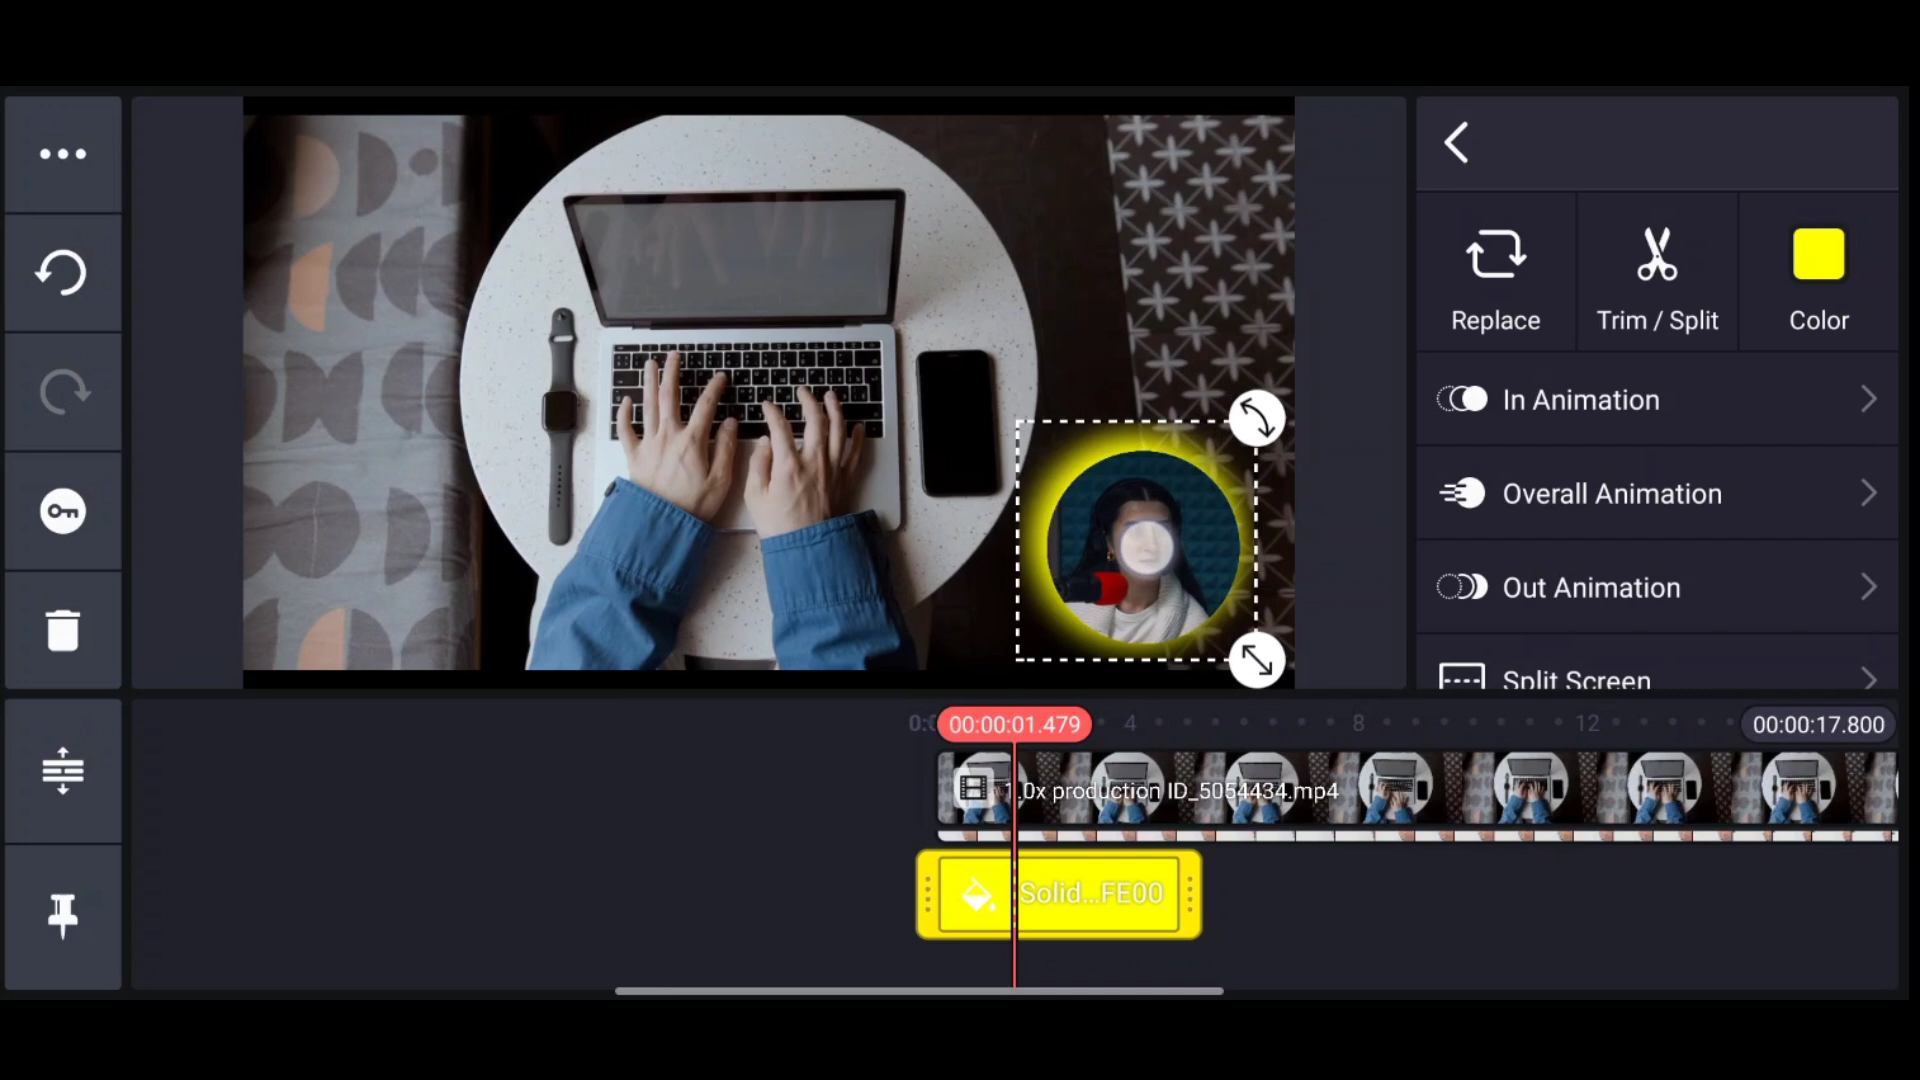 Replace
Trim / Split
Color
In Animation
Overall Animation
Out Animation
Split Screen
00:00:01.479
4
8
12
00:00:17.800
1.0x production ID_5054434.mp4
Solid...FE00